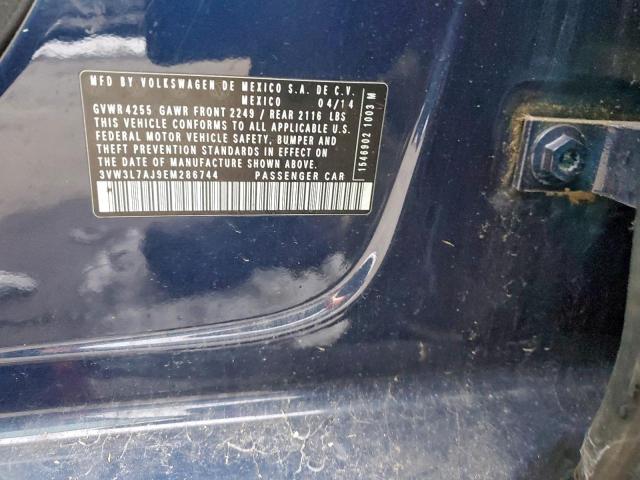 MFD BY VOLKSWAGEN DE MEXICO S.A. DE C.V.
MEXICO 04/14
GVWR 4255 GAWR FRONT 2249 / REAR 2116 LBS
THIS VEHICLE CONFORMS TO ALL APPLICABLE U.S.
FEDERAL MOTOR VEHICLE SAFETY, BUMPER AND
THEFT PREVENTION STANDARDS IN EFFECT ON
THE DATE OF MANUFACTURE SHOWN ABOVE.
3VW3L7AJ9EM286744 PASSENGER CAR
1546902 1003 M